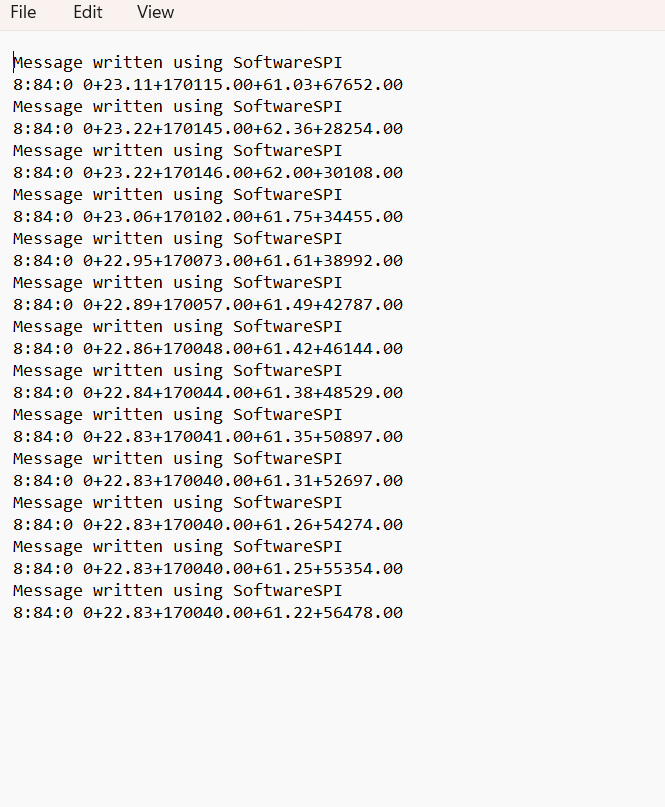 File Edit View
Message written using SoftwareSPI
8:84:0 0+23.11+170115.00+61.03+67652.00
Message written using SoftwareSPI
8:84:0 0+23.22+170145.00+62.36+28254.00
Message written using SoftwareSPI
8:84:0 0+23.22+170146.00+62.00+30108.00
Message written using SoftwareSPI
8:84:0 0+23.06+170102.00+61.75+34455.00
Message written using SoftwareSPI
8:84:0 0+22.95+170073.00+61.61+38992.00
Message written using SoftwareSPI
8:84:0 0+22.89+170057.00+61.49+42787.00
Message written using SoftwareSPI
8:84:0 0+22.86+170048.00+61.42+46144.00
Message written using SoftwareSPI
8:84:0 0+22.84+170044.00+61.38+48529.00
Message written using SoftwareSPI
8:84:0 0+22.83+170041.00+61.35+50897.00
Message written using SoftwareSPI
8:84:0 0+22.83+170040.00+61.31+52697.00
Message written using SoftwareSPI
8:84:0 0+22.83+170040.00+61.26+54274.00
Message written using SoftwareSPI
8:84:0 0+22.83+170040.00+61.25+55354.00
Message written using SoftwareSPI
8:84:0 0+22.83+170040.00+61.22+56478.00